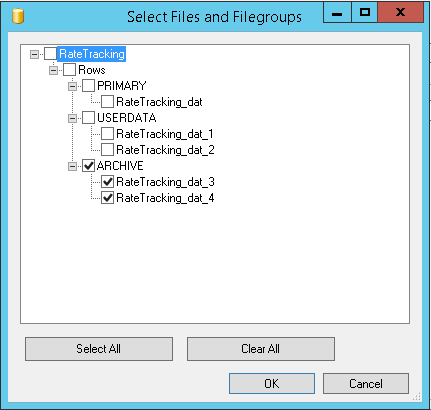 Select Files and Filegroups
RateTracking
Rows
PRIMARY
RateTracking_dat
USERDATA
RateTracking_dat_1
RateTracking_dat_2
ARCHIVE
RateTracking_dat_3
RateTracking_dat_4
Select All
Clear All
OK
Cancel